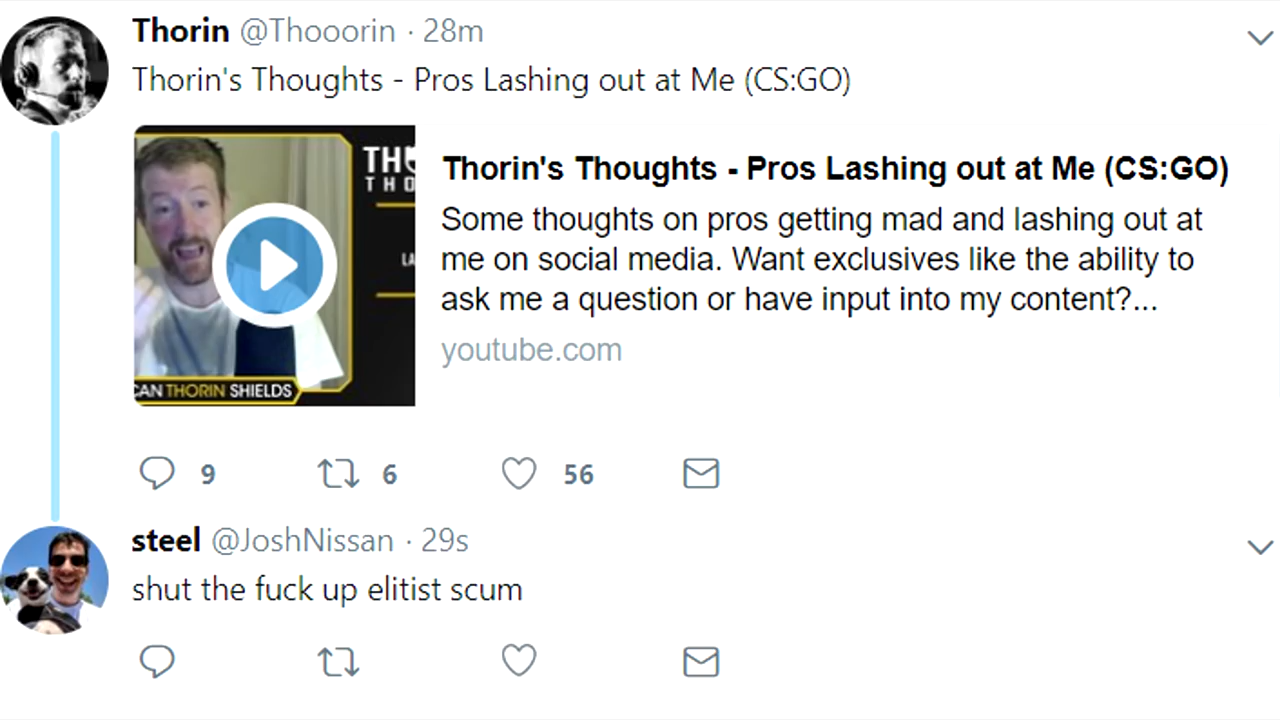 Thorin @Thooorin · 28m
Thorin's Thoughts - Pros Lashing out at Me (CS:GO)
Thorin's Thoughts - Pros Lashing out at Me (CS:GO)
Some thoughts on pros getting mad and lashing out at
me on social media. Want exclusives like the ability to
ask me a question or have input into my content?...
youtube.com
THORIN SHIELDS
9 6 56
steel @JoshNissan · 29s
shut the fuck up elitist scum